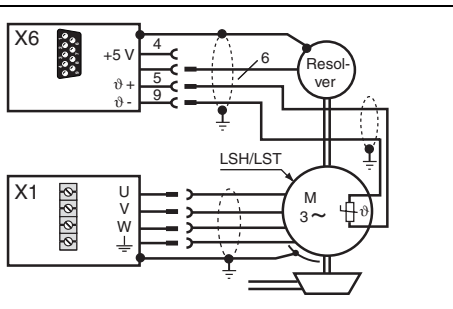 X6
+5 V
4
6
ϑ +
5
ϑ -
9
Resol-
ver
LSH/LST
X1
U
V
W
M
3 ~
ϑ